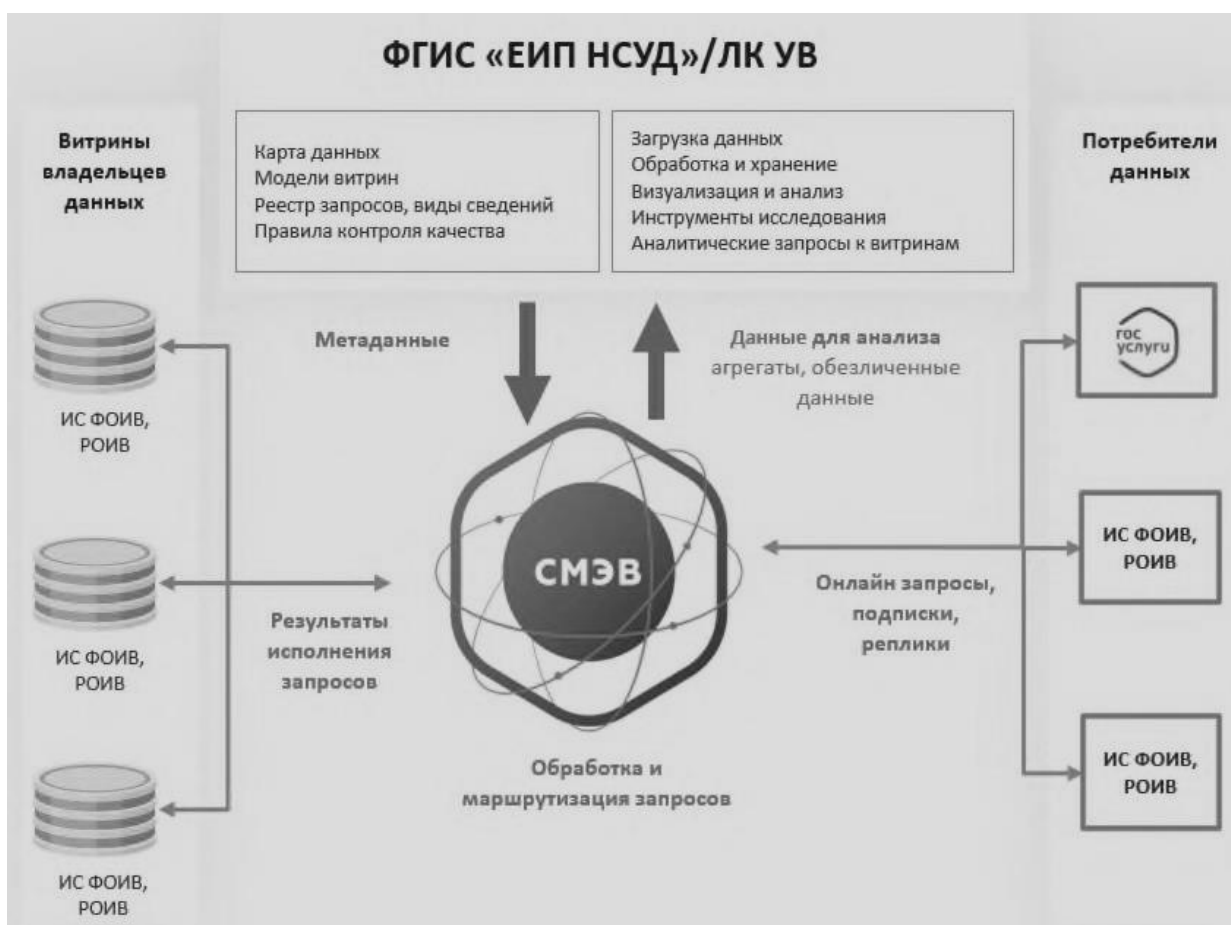 ФГИС «ЕИП НСУД»/ЛК УВ
Витрины
владельцев
данных
Карта данных
Модели витрин
Реестр запросов, виды сведений
Правила контроля качества
Загрузка данных
Обработка и хранение
Визуализация и анализ
Инструменты исследования
Аналитические запросы к витринам
Потребители
данных
Метаданные
Данные для анализа
агрегаты, обезличенные
данные
гос
услуги
ИС ФОИВ,
РОИВ
ИС ФОИВ,
РОИВ
ИС ФОИВ,
РОИВ
Результаты
исполнения
запросов
СМЭВ
Онлайн запросы,
подписки,
реплики
ИС ФОИВ,
РОИВ
ИС ФОИВ,
РОИВ
Обработка и
маршрутизация запросов